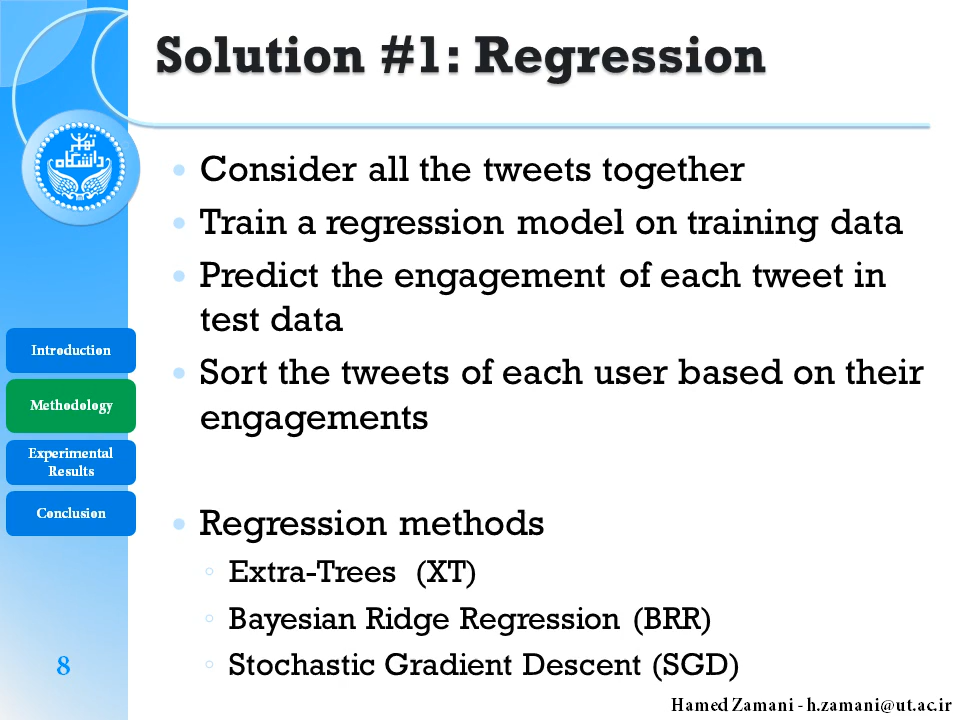 Solution #1: Regression
تهران
دانشگاه
Consider all the tweets together
Train a regression model on training data
Predict the engagement of each tweet in
test data
Sort the tweets of each user based on their
engagements
Introduction
Methodology
Experimental
Results
Conclusion
Regression methods
Extra-Trees (XT)
Bayesian Ridge Regression (BRR)
Stochastic Gradient Descent (SGD)
8
Hamed Zamani - h.zamani@ut.ac.ir